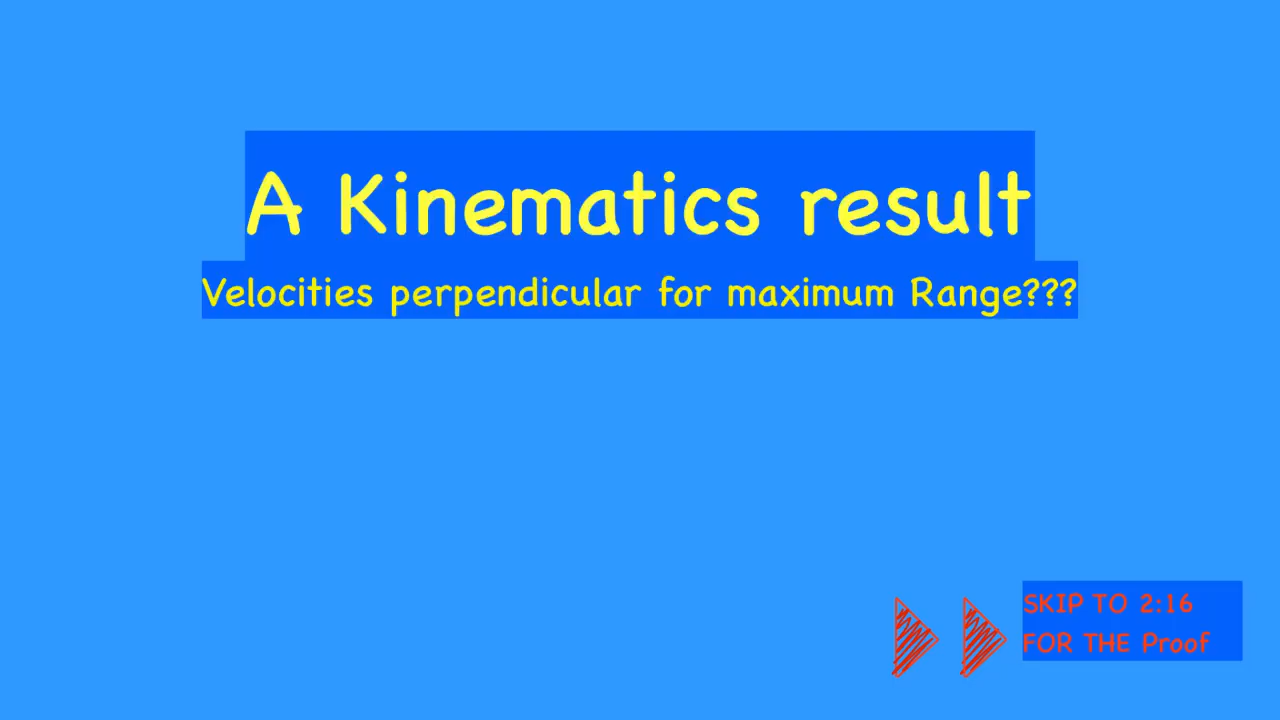 A Kinematics result
Velocities perpendicular for maximum Range???
SKIP TO 2:16
FOR THE Proof